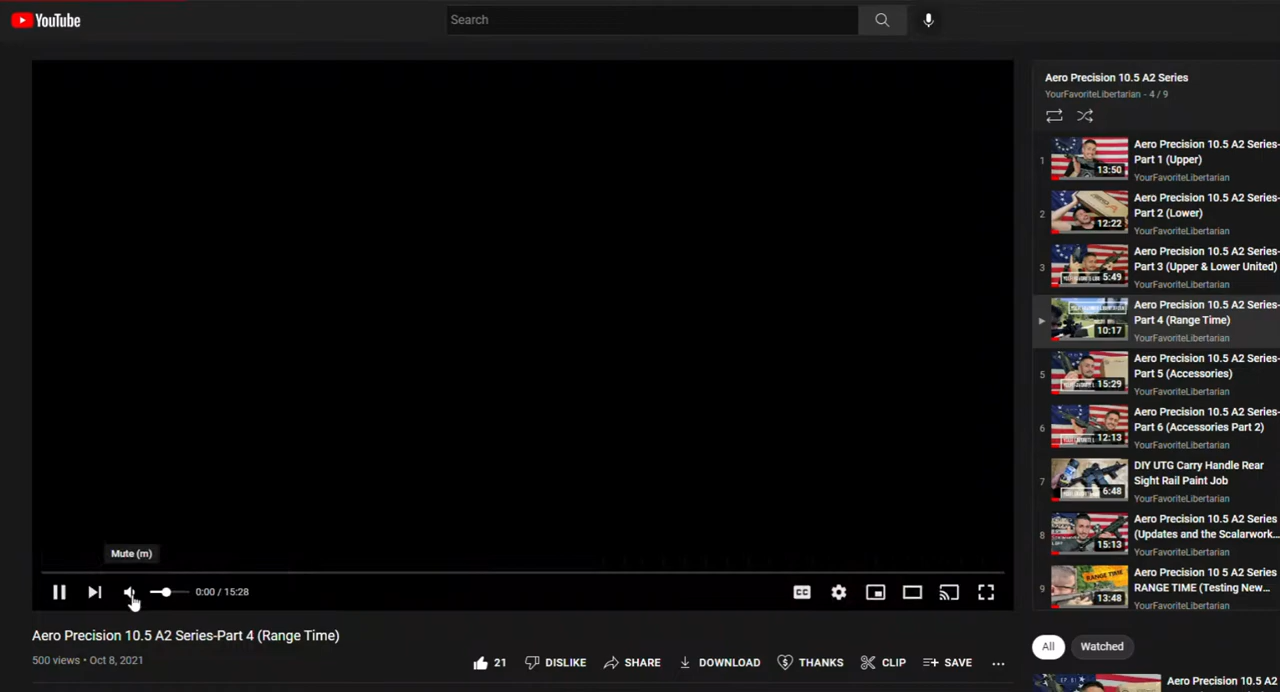 YouTube
Search
Aero Precision 10.5 A2 Series
YourFavoriteLibertarian - 4 / 9
1
13:50
Aero Precision 10.5 A2 Series-
Part 1 (Upper)
YourFavoriteLibertarian
2
12:22
Aero Precision 10.5 A2 Series-
Part 2 (Lower)
YourFavoriteLibertarian
3
5:49
Aero Precision 10.5 A2 Series-
Part 3 (Upper & Lower United)
YourFavoriteLibertarian
10:17
Aero Precision 10.5 A2 Series-
Part 4 (Range Time)
YourFavoriteLibertarian
5
15:29
Aero Precision 10.5 A2 Series-
Part 5 (Accessories)
YourFavoriteLibertarian
6
12:13
Aero Precision 10.5 A2 Series-
Part 6 (Accessories Part 2)
YourFavoriteLibertarian
7
6:48
DIY UTG Carry Handle Rear
Sight Rail Paint Job
YourFavoriteLibertarian
8
15:13
Aero Precision 10.5 A2 Series
(Updates and the Scalarwork...
YourFavoriteLibertarian
9
RANGE TIME
13:48
Aero Precision 10 5 A2 Series
RANGE TIME (Testing New...
YourFavoriteLibertarian
Mute (m)
0:00 / 15:28
CC
Aero Precision 10.5 A2 Series-Part 4 (Range Time)
500 views • Oct 8, 2021
21
DISLIKE
SHARE
DOWNLOAD
THANKS
CLIP
SAVE
...
All
Watched
Aero Precision 10.5 A2